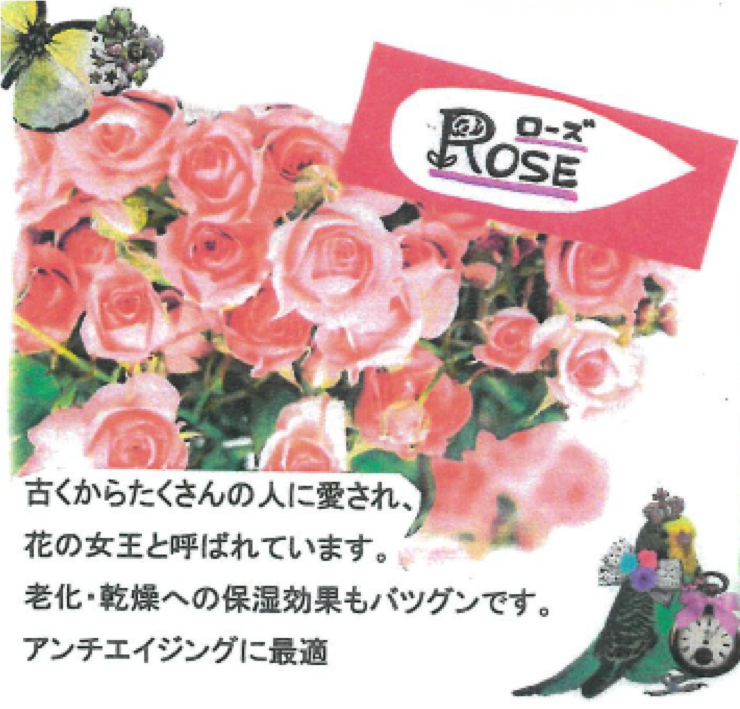 ローズ
ROSE
古くからたくさんの人に愛され、
花の女王と呼ばれています。
老化・乾燥への保湿効果もバツグンです。
アンチエイジングに最適